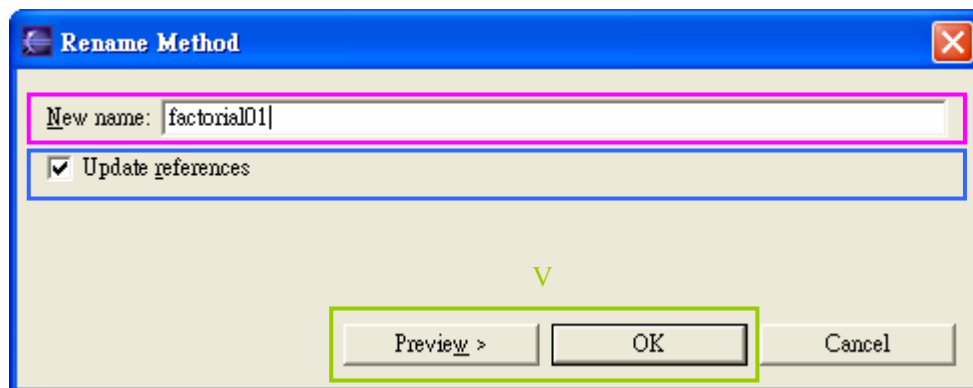 Rename Method
New name: factorial01
Update references
V
Preview > OK Cancel